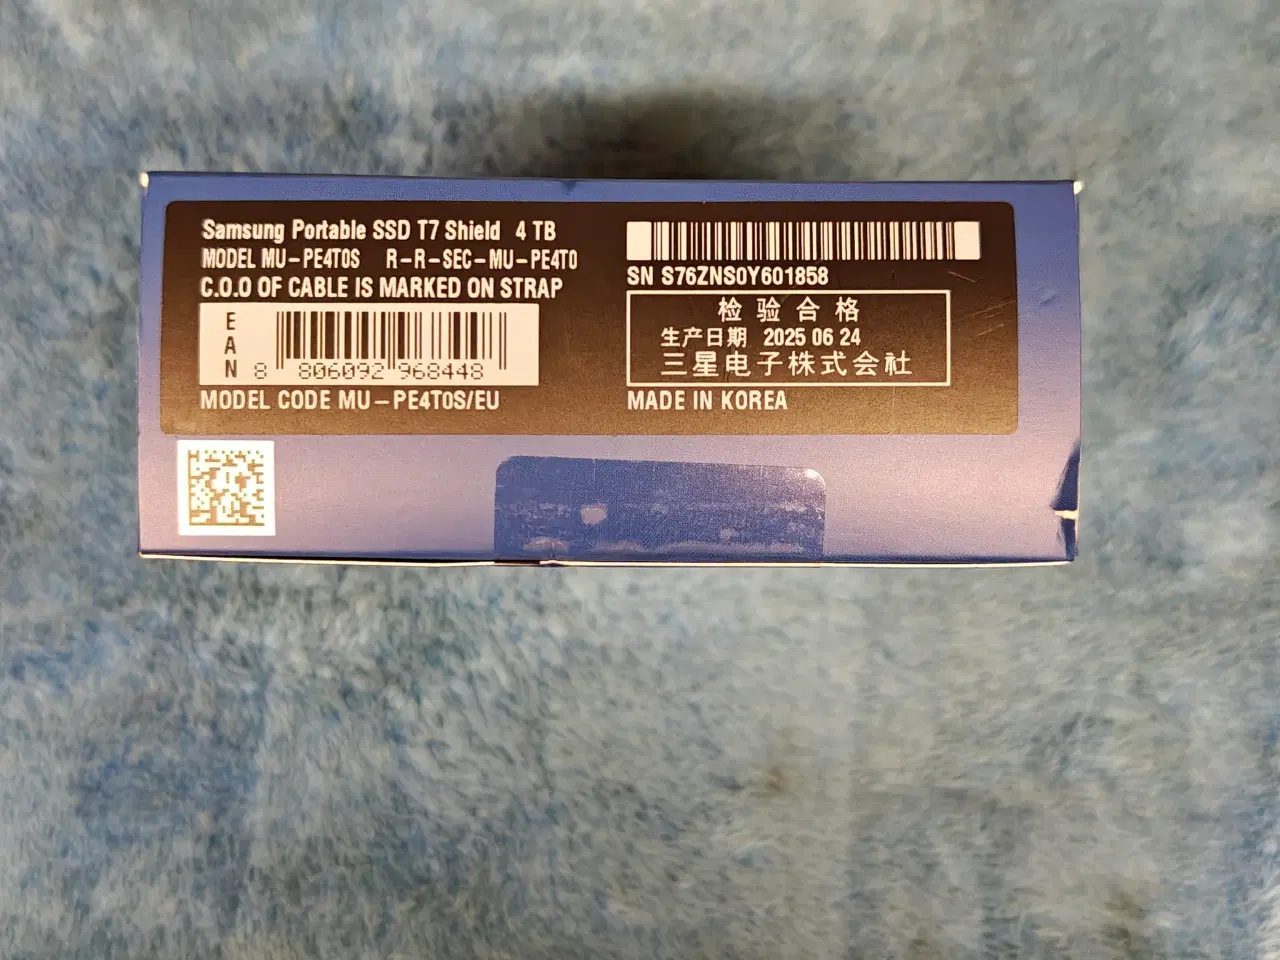 Samsung Portable SSD T7 Shield 4 TB
MODEL MU-PE4T0S R-R-SEC-MU-PE4T0
C.O.O OF CABLE IS MARKED ON STRAP
EAN
8 806092 968448
MODEL CODE MU-PE4T0S/EU
SN S76ZNS0Y601858
检验合格
生产日期 2025 06 24
三星电子株式会社
MADE IN KOREA